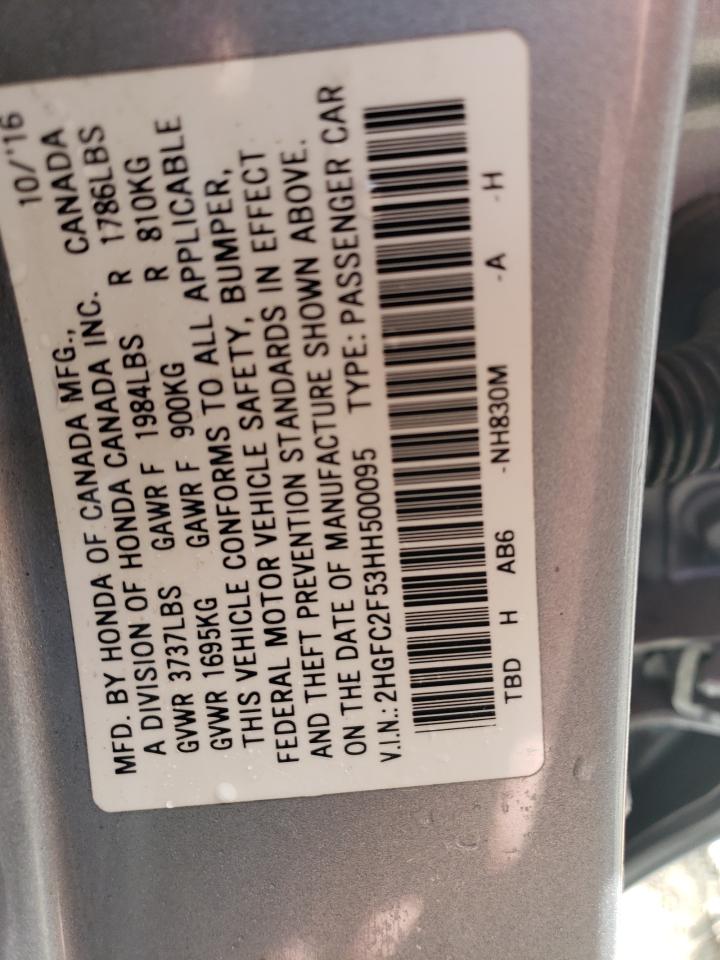 MFD. BY HONDA OF CANADA MFG., 10/'16
A DIVISION OF HONDA CANADA INC. CANADA
GVWR 3737LBS GAWR F 1984LBS R 1786LBS
GVWR 1695KG GAWR F 900KG R 810KG
THIS VEHICLE CONFORMS TO ALL APPLICABLE
FEDERAL MOTOR VEHICLE SAFETY, BUMPER,
AND THEFT PREVENTION STANDARDS IN EFFECT
ON THE DATE OF MANUFACTURE SHOWN ABOVE.
V.I.N.: 2HGFC2F53HH500095 TYPE: PASSENGER CAR
TBD H AB6 -NH830M -A -H